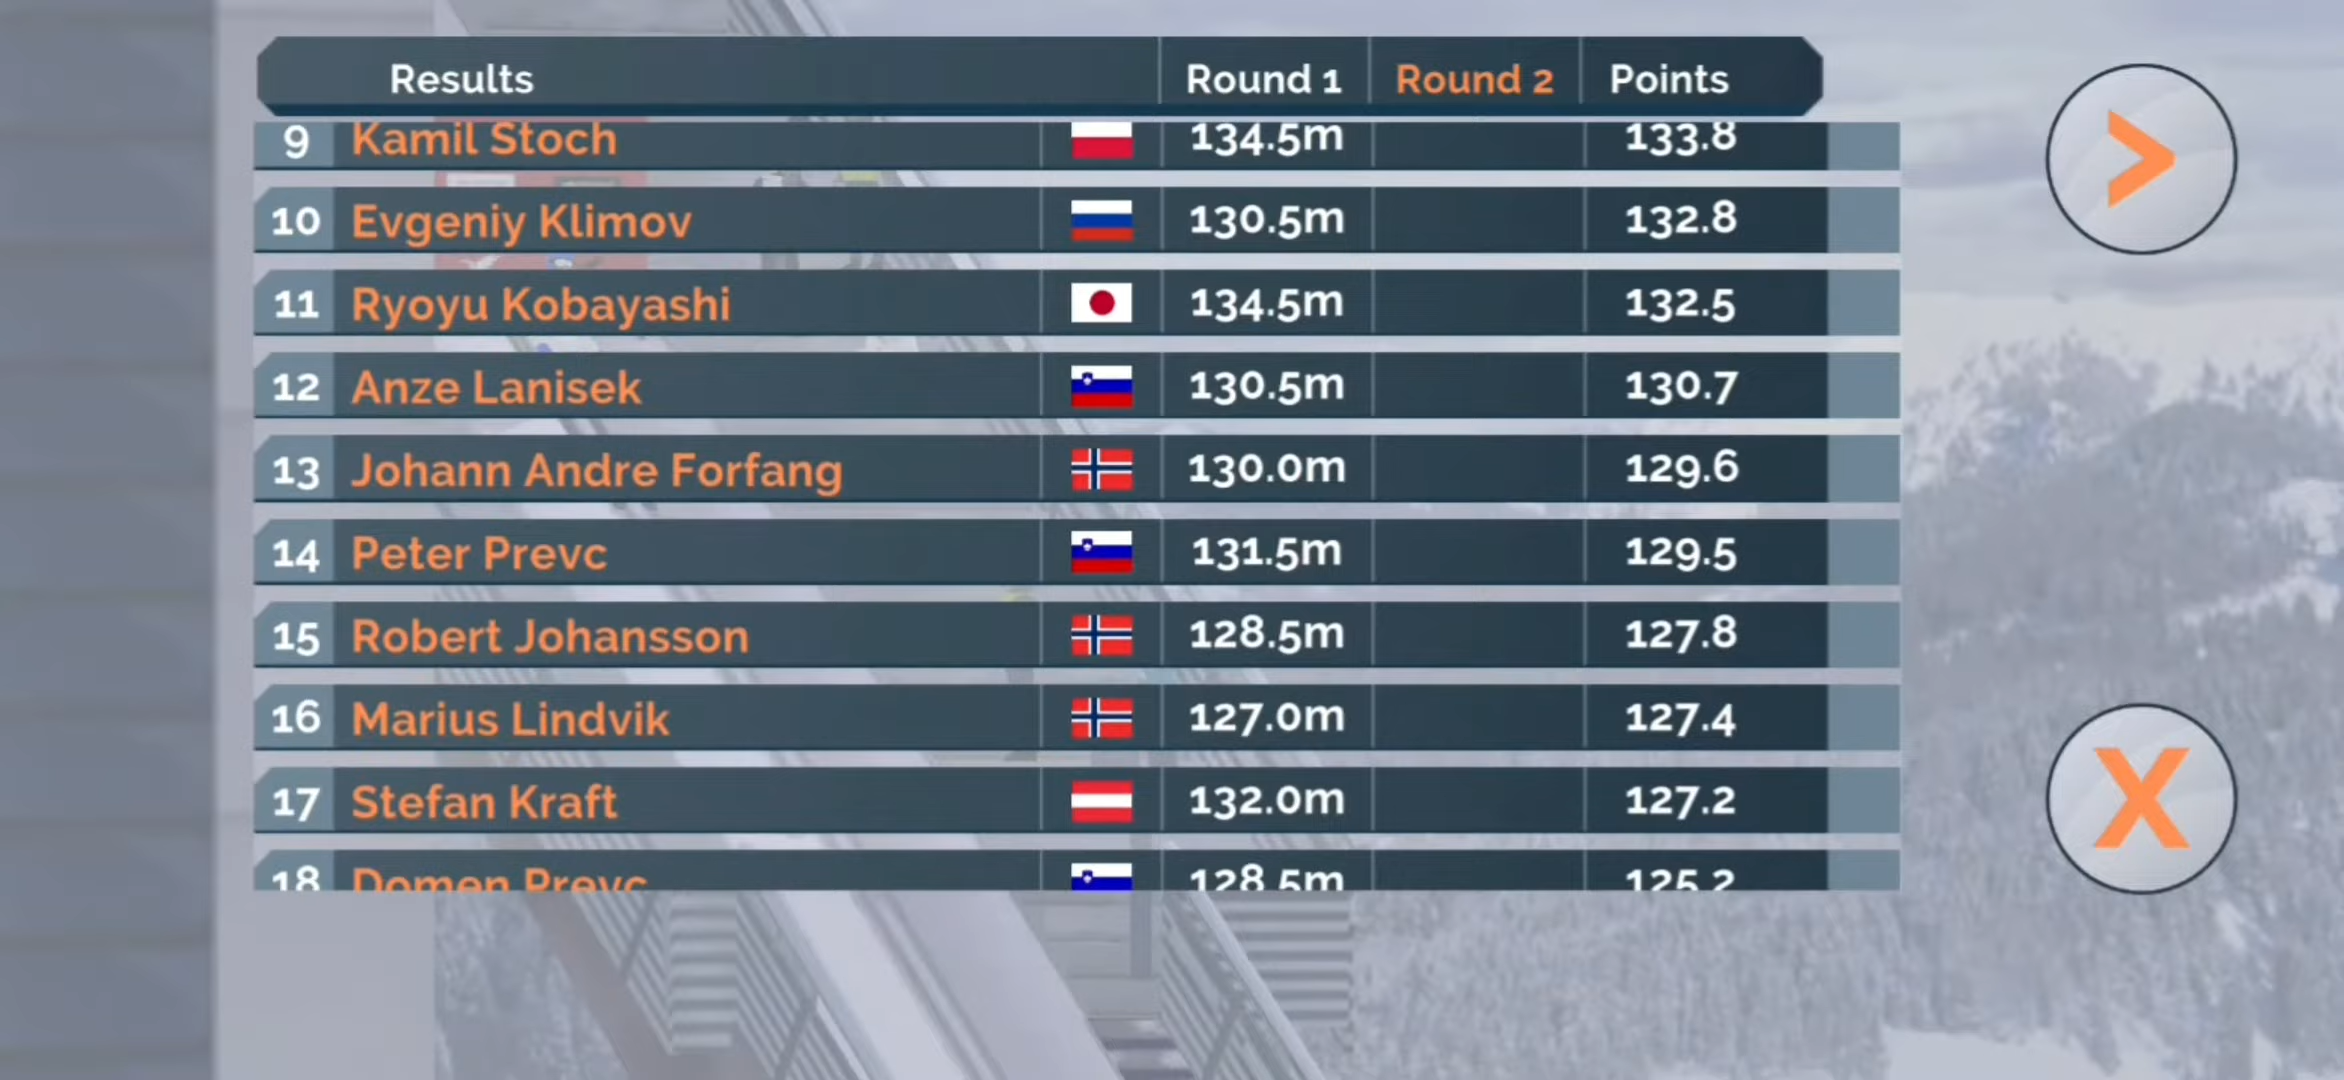 Results Round 1 Round 2 Points
9 Kamil Stoch 134.5m 133.8
10 Evgeniy Klimov 130.5m 132.8
11 Ryoyu Kobayashi 134.5m 132.5
12 Anze Lanisek 130.5m 130.7
13 Johann Andre Forfang 130.0m 129.6
14 Peter Prevc 131.5m 129.5
15 Robert Johansson 128.5m 127.8
16 Marius Lindvik 127.0m 127.4
17 Stefan Kraft 132.0m 127.2
18 Domen Prevc 128.5m 125.2
>
X